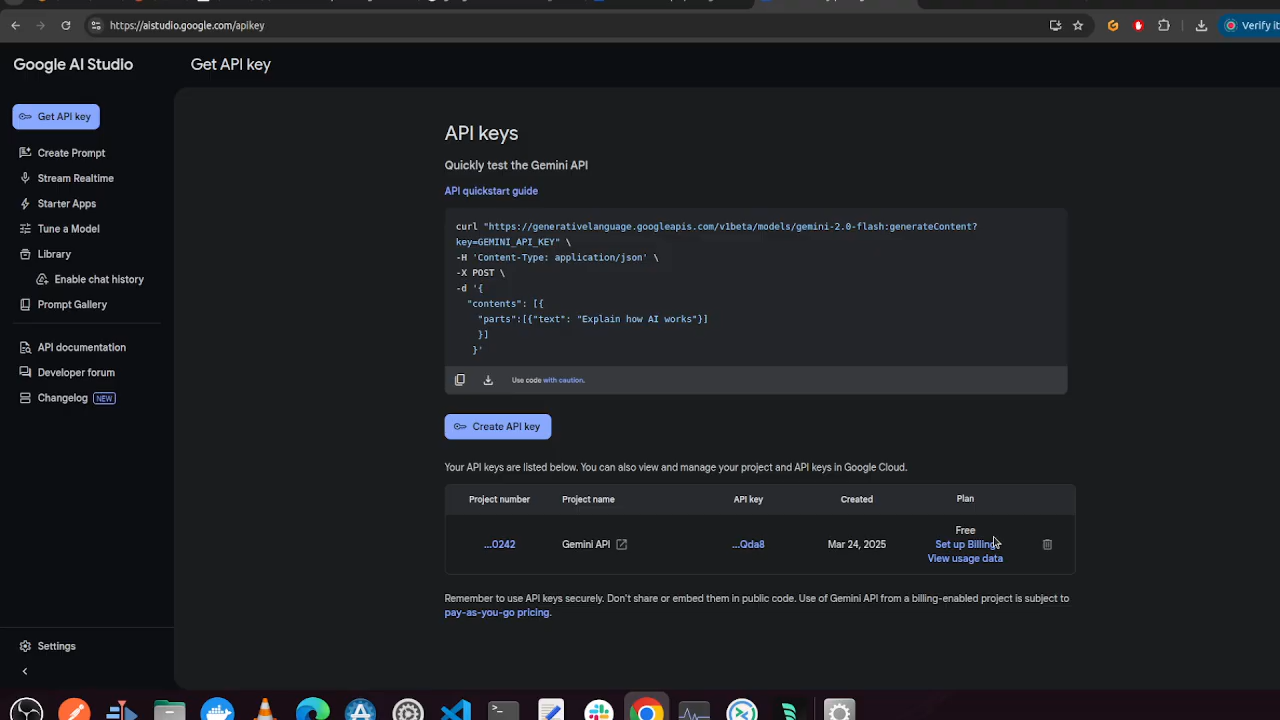 https://aistudio.google.com/apikey
Verify it
Google AI Studio
Get API key
Get API key
Create Prompt
Stream Realtime
Starter Apps
Tune a Model
Library
Enable chat history
Prompt Gallery
API documentation
Developer forum
Changelog NEW
Settings
API keys
Quickly test the Gemini API
API quickstart guide
curl "https://generativelanguage.googleapis.com/v1beta/models/gemini-2.0-flash:generateContent?
key=GEMINI_API_KEY" \
-H 'Content-Type: application/json' \
-X POST \
-d '{
"contents": [{
"parts":[{"text": "Explain how AI works"}]
}]
}'
Use code with caution.
Create API key
Your API keys are listed below. You can also view and manage your project and API keys in Google Cloud.
Project number Project name API key Created Plan
...0242 Gemini API ...Qda8 Mar 24, 2025 Free
Set up Billing
View usage data
Remember to use API keys securely. Don't share or embed them in public code. Use of Gemini API from a billing-enabled project is subject to
pay-as-you-go pricing.